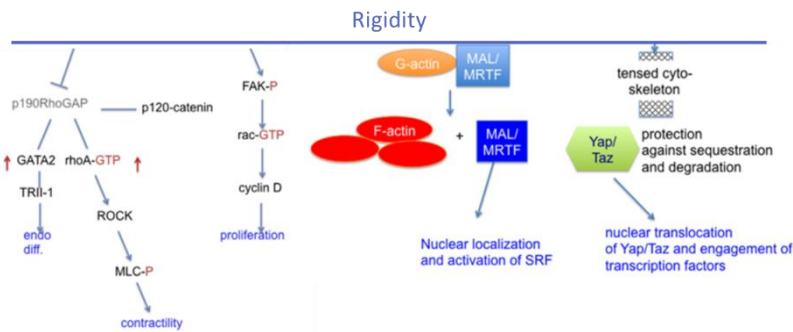 Rigidity
p190RhoGAP
p120-catenin
GATA2
rhoA-GTP
TRII-1
endo
diff.
ROCK
MLC-P
contractility
FAK-P
rac-GTP
cyclin D
proliferation
G-actin
MAL/
MRTF
F-actin
+
MAL/
MRTF
Nuclear localization
and activation of SRF
tensed cyto-
skeleton
Yap/
Taz
protection
against sequestration
and degradation
nuclear translocation
of Yap/Taz and engagement of
transcription factors